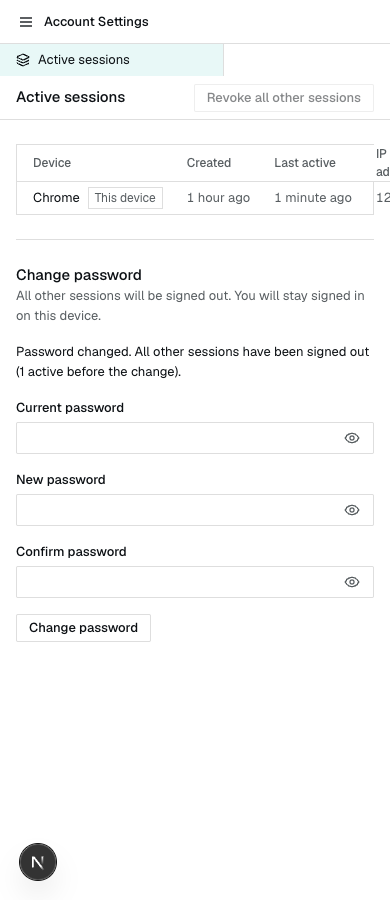 Account Settings
Active sessions
Active sessions
Revoke all other sessions
Device Created Last active IP
ad
Chrome This device 1 hour ago 1 minute ago 12
Change password
All other sessions will be signed out. You will stay signed in
on this device.
Password changed. All other sessions have been signed out
(1 active before the change).
Current password
New password
Confirm password
Change password
N